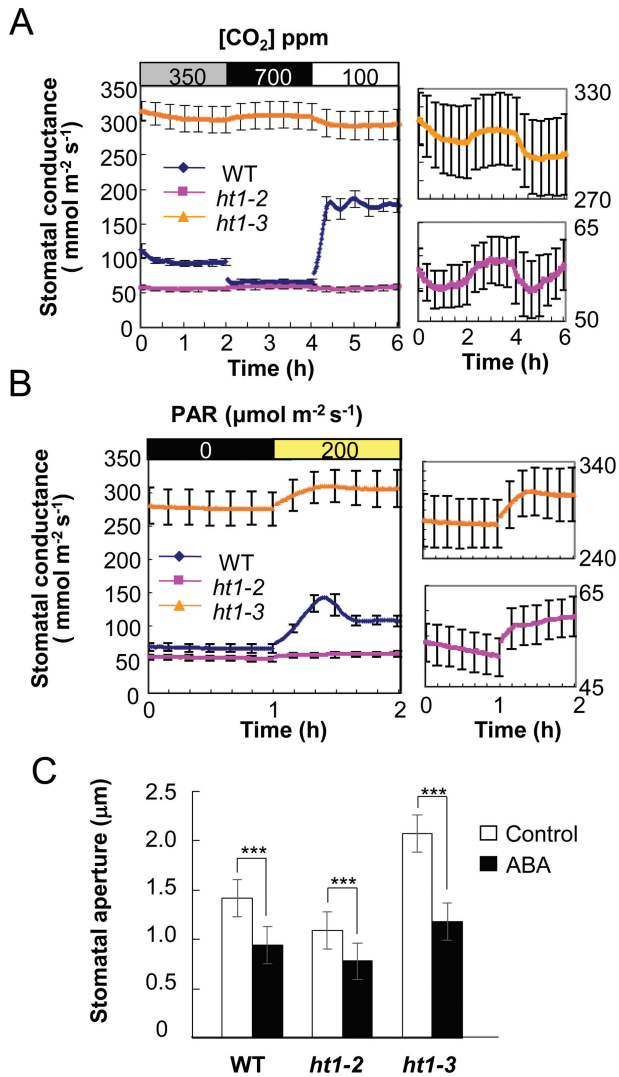 A
[CO2] ppm
350 700 100
Stomatal conductance
( mmol m-2 s-1)
350
300
250
200
150
100
50
0
WT
ht1-2
ht1-3
0 1 2 3 4 5 6
Time (h)
330
270
65
50
0 2 4 6
Time (h)
B
PAR (µmol m-2 s-1)
0 200
Stomatal conductance
( mmol m-2 s-1)
350
300
250
200
150
100
50
0
WT
ht1-2
ht1-3
0 1 2
Time (h)
340
240
65
45
0 1 2
Time (h)
C
Stomatal aperture (µm)
2.5
2.0
1.5
1.0
0.5
0
***
***
***
Control
ABA
WT ht1-2 ht1-3